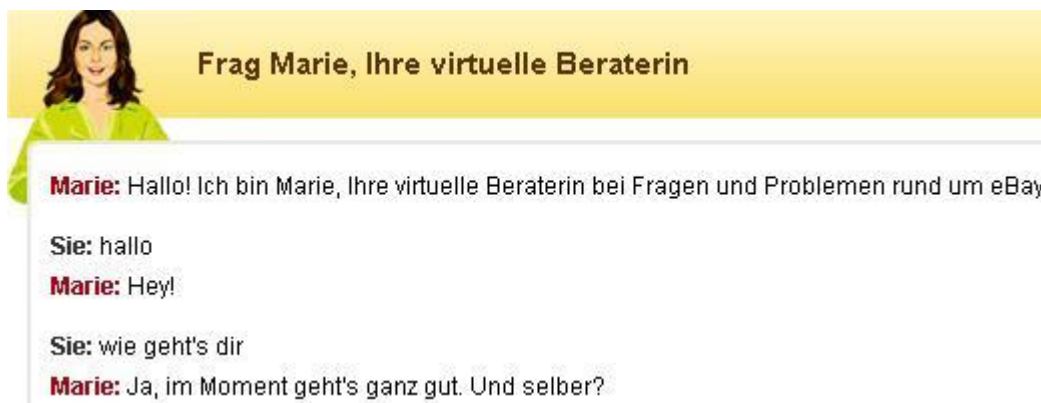 Frag Marie, Ihre virtuelle Beraterin
Marie: Hallo! Ich bin Marie, Ihre virtuelle Beraterin bei Fragen und Problemen rund um eBay
Sie: hallo
Marie: Hey!
Sie: wie geht's dir
Marie: Ja, im Moment geht's ganz gut. Und selber?